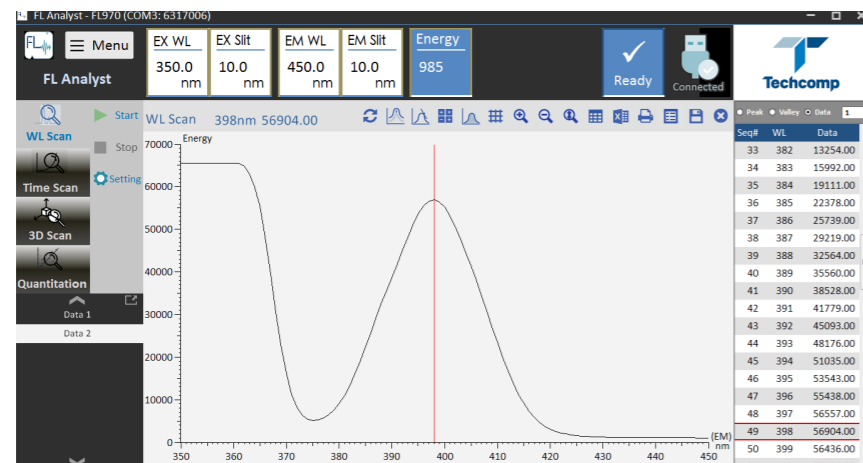 FL Analyst - FL970 (COM3: 6317006)
FL
Menu
FL Analyst
EX WL
350.0
nm
EX Slit
10.0
nm
EM WL
450.0
nm
EM Slit
10.0
nm
Energy
985
Ready
Connected
Techcomp
WL Scan
Time Scan
3D Scan
Quantitation
Data 1
Data 2
Start
Stop
Setting
WL Scan 398nm 56904.00
Energy
70000
60000
50000
40000
30000
20000
10000
0
350 360 370 380 390 400 410 420 430 440 450
(EM)
nm
Peak Valley Data 1
Seq# WL Data
33 382 13254.00
34 383 15992.00
35 384 19111.00
36 385 22378.00
37 386 25739.00
38 387 29219.00
39 388 32564.00
40 389 35560.00
41 390 38528.00
42 391 41779.00
43 392 45093.00
44 393 48176.00
45 394 51035.00
46 395 53543.00
47 396 55438.00
48 397 56557.00
49 398 56904.00
50 399 56436.00